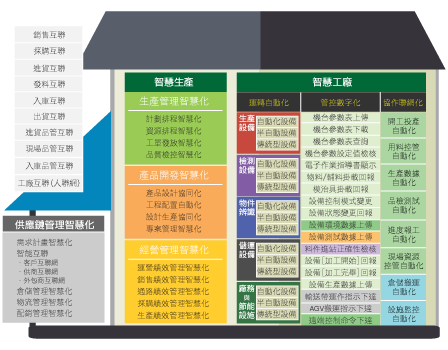 銷售互聯
採購互聯
進貨互聯
發料互聯
入庫互聯
出貨互聯
進貨品管互聯
現場品管互聯
入庫品管互聯
工廠互聯(人聯網)
供應鏈管理智慧化
需求計畫智慧化
智能互聯
· 客戶互聯網
· 供商互聯網
· 外包商互聯網
倉儲管理智慧化
物流管理智慧化
配銷管理智慧化
智慧生產
生產管理智慧化
計劃排程智慧化
資源排程智慧化
工單發放智慧化
品質檢控智慧化
產品開發智慧化
產品設計協同化
工程配置自動化
設計生產協同化
專案管理智慧化
經營管理智慧化
運營績效管理智慧化
銷售績效管理智慧化
通路績效管理智慧化
採購績效管理智慧化
生產績效管理智慧化
智慧工廠
運轉自動化
管控數字化
協作聯網化
生產
設備
自動化設備
半自動設備
傳統型設備
檢測
設備
自動化設備
半自動設備
傳統型設備
物件
辨識
自動化設備
半自動設備
傳統型設備
儲運
設備
自動化設備
半自動設備
傳統型設備
廠務
與
節能
設施
自動化設備
半自動設備
傳統型設備
機台參數表上傳
機台參數表下載
機台參數表查詢
機台參數設定值檢核
電子作業指導書顯示
物料/輔料掛載回報
模治具掛載回報
設備控制模式變更
設備狀態變更回報
設備環境數據上傳
設備測試數據上傳
料件進站正確性檢核
設備[加工開始]回報
設備[加工完畢]回報
設備生產數據上傳
輸送帶運作指示下達
AGV搬運指示下達
遠端控制命令下達
開工投產
自動化
用料控管
自動化
生產數據
自動化
品檢測試
自動化
進度報工
自動化
現場資源
控管自動化
倉儲搬運
自動化
設施監控
自動化